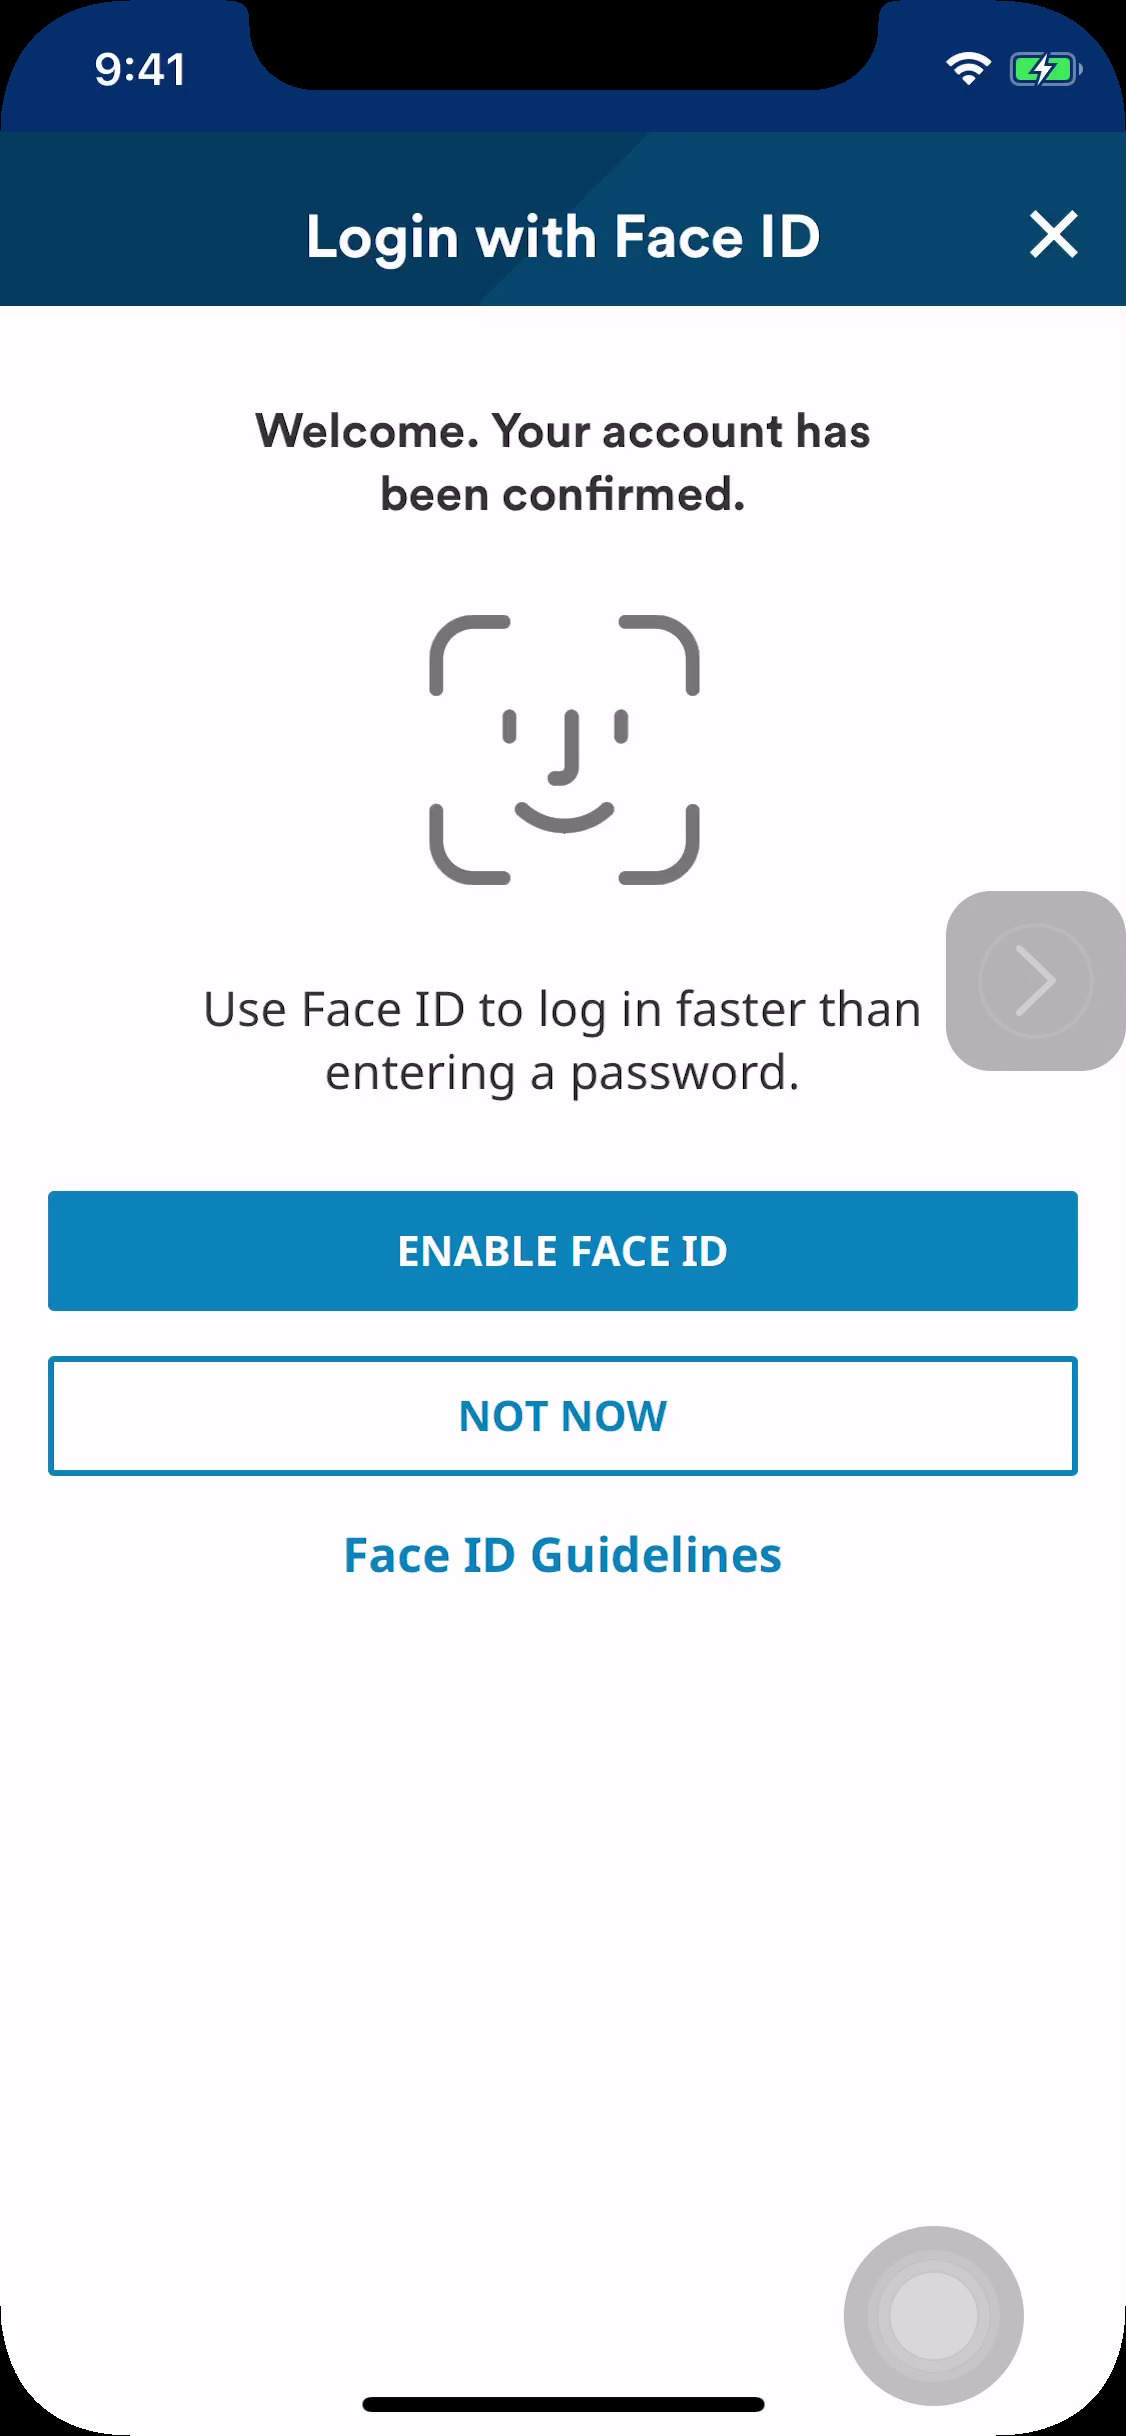 9:41
Login with Face ID
Welcome. Your account has
been confirmed.
Use Face ID to log in faster than
entering a password.
ENABLE FACE ID
NOT NOW
Face ID Guidelines